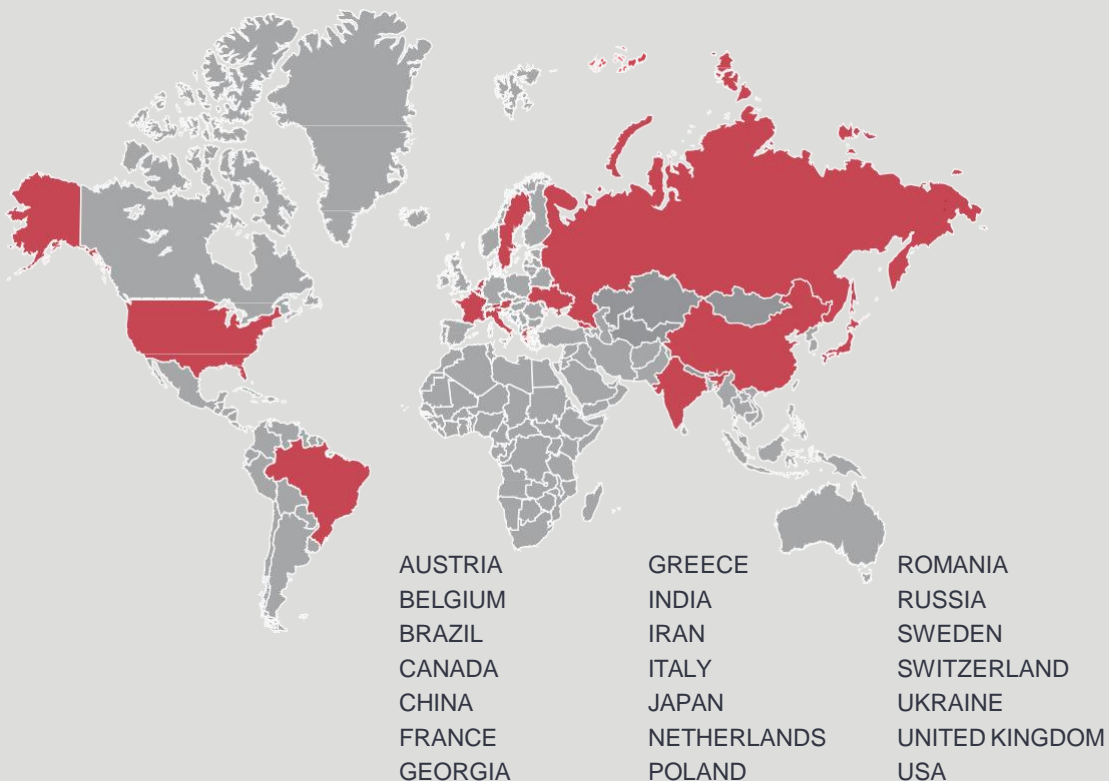 AUSTRIA
BELGIUM
BRAZIL
CANADA
CHINA
FRANCE
GEORGIA
GREECE
INDIA
IRAN
ITALY
JAPAN
NETHERLANDS
POLAND
ROMANIA
RUSSIA
SWEDEN
SWITZERLAND
UKRAINE
UNITED KINGDOM
USA